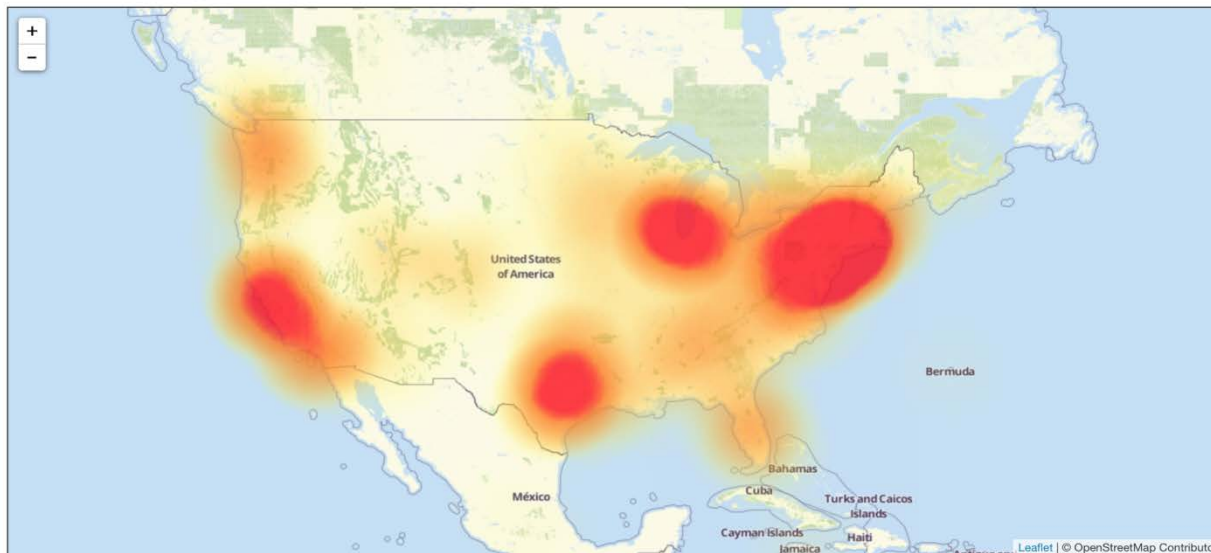 +
−
United States
of America
Bermuda
Bahamas
Cuba
México
Turks and Caicos
Islands
Cayman Islands
Haiti
Jamaica
Leaflet | © OpenStreetMap Contributo